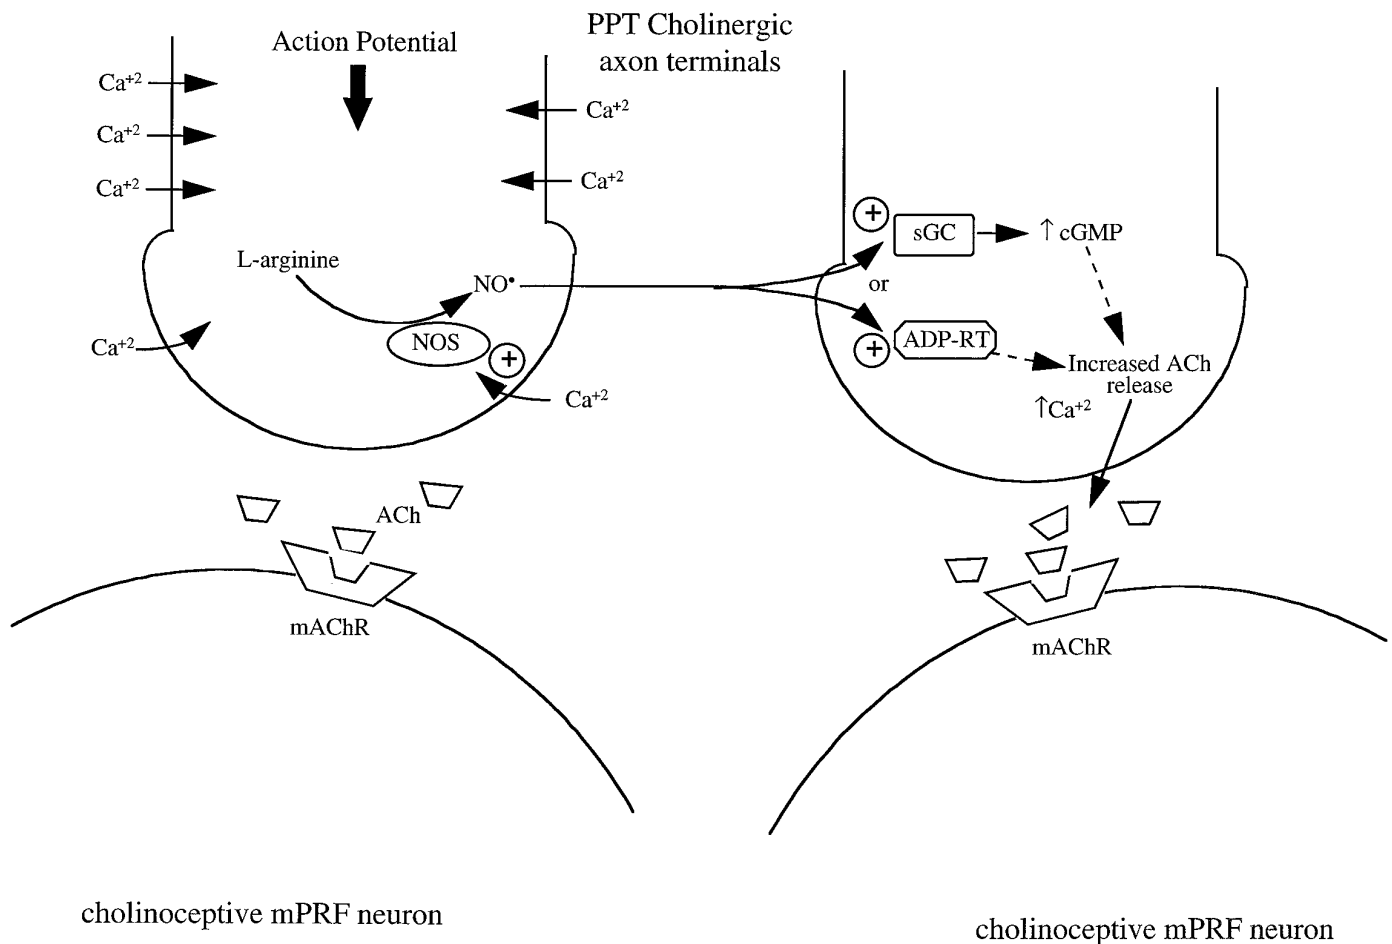 PPT Cholinergic
axon terminals
Action Potential
Ca+2
Ca+2
Ca+2
Ca+2
Ca+2
L-arginine
NO•
NOS
+
Ca+2
Ca+2
+
sGC
↑ cGMP
or
+
ADP-RT
Increased ACh
release
↑Ca+2
ACh
mAChR
mAChR
cholinoceptive mPRF neuron
cholinoceptive mPRF neuron